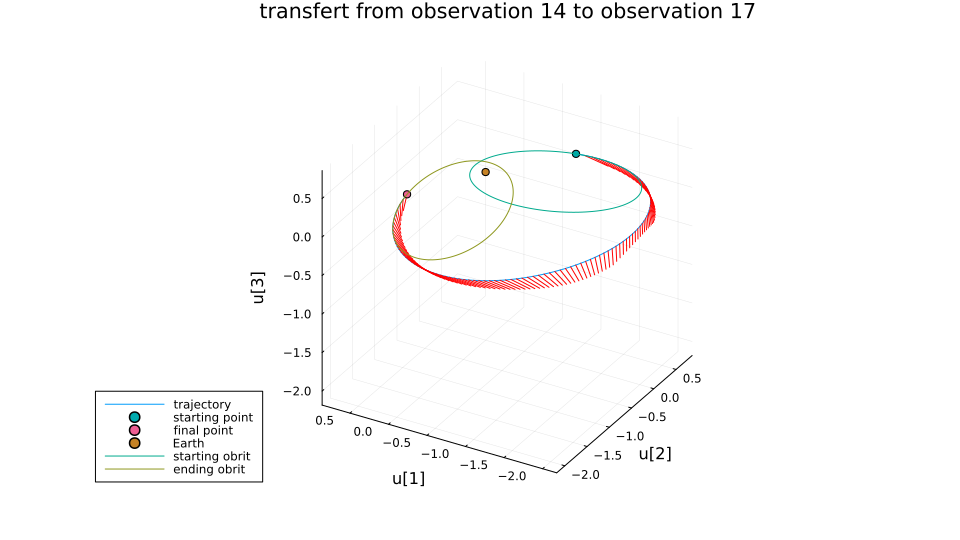 transfert from observation 14 to observation 17
0.5
0.0
−0.5
−1.0
−1.5
−2.0
u[3]
0.5
0.0
−0.5
−1.0
−1.5
−2.0
u[1]
0.5
0.0
−0.5
−1.0
−1.5
−2.0
u[2]
trajectory
starting point
final point
Earth
starting obrit
ending obrit